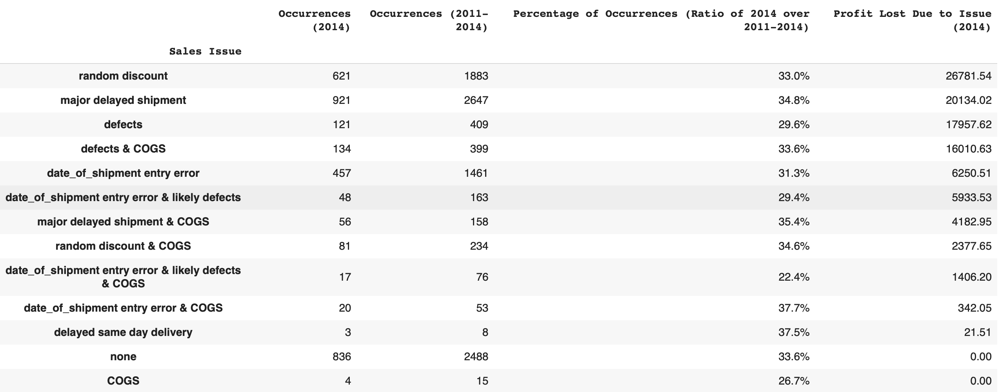 Occurrences (2014) Occurrences (2011-2014) Percentage of Occurrences (Ratio of 2014 over 2011-2014) Profit Lost Due to Issue (2014)
Sales Issue
random discount 621 1883 33.0% 26781.54
major delayed shipment 921 2647 34.8% 20134.02
defects 121 409 29.6% 17957.62
defects & COGS 134 399 33.6% 16010.63
date_of_shipment entry error 457 1461 31.3% 6250.51
date_of_shipment entry error & likely defects 48 163 29.4% 5933.53
major delayed shipment & COGS 56 158 35.4% 4182.95
random discount & COGS 81 234 34.6% 2377.65
date_of_shipment entry error & likely defects & COGS 17 76 22.4% 1406.20
date_of_shipment entry error & COGS 20 53 37.7% 342.05
delayed same day delivery 3 8 37.5% 21.51
none 836 2488 33.6% 0.00
COGS 4 15 26.7% 0.00